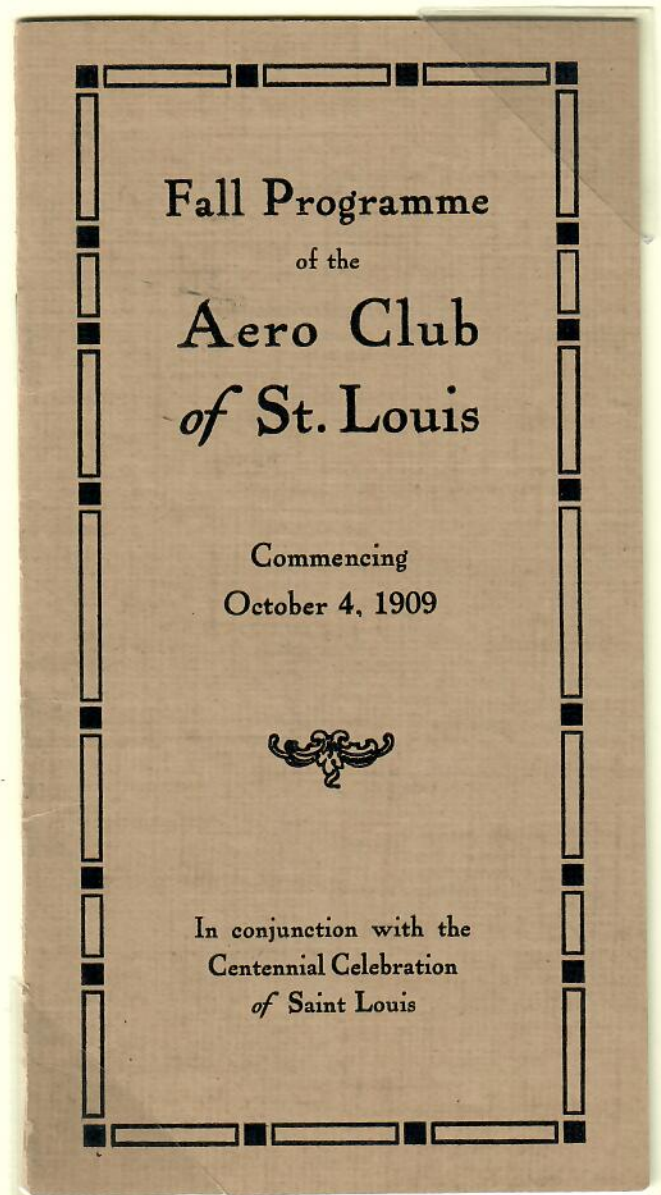 Fall Programme
of the
Aero Club
of St. Louis
Commencing
October 4, 1909
In conjunction with the
Centennial Celebration
of Saint Louis